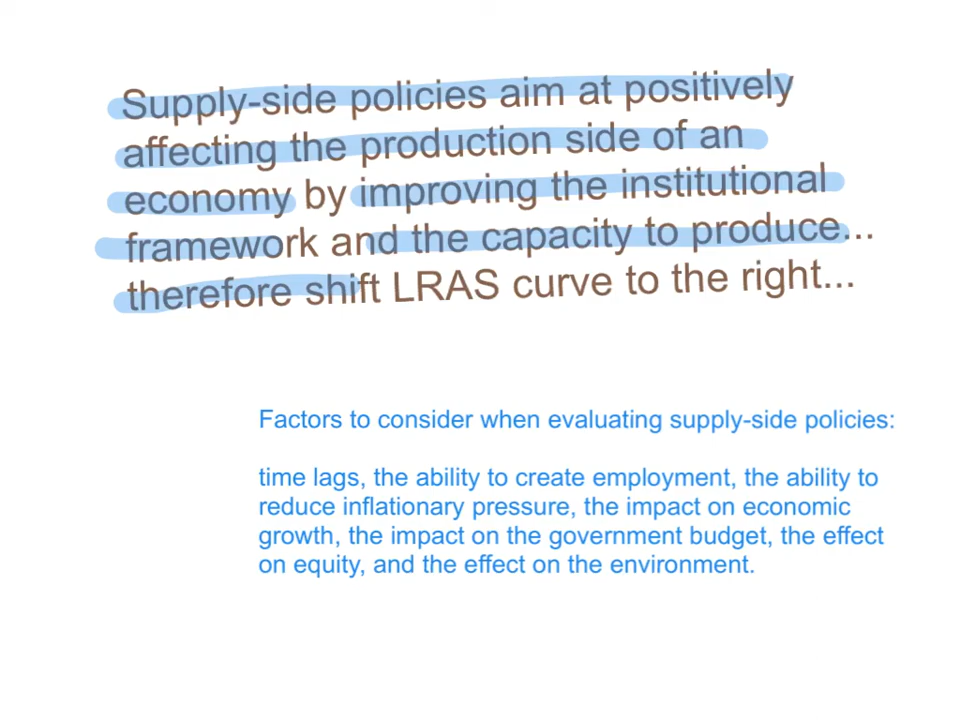 Supply-side policies aim at positively
affecting the production side of an
economy by improving the institutional
framework and the capacity to produce...
therefore shift LRAS curve to the right...
Factors to consider when evaluating supply-side policies:
time lags, the ability to create employment, the ability to
reduce inflationary pressure, the impact on economic
growth, the impact on the government budget, the effect
on equity, and the effect on the environment.